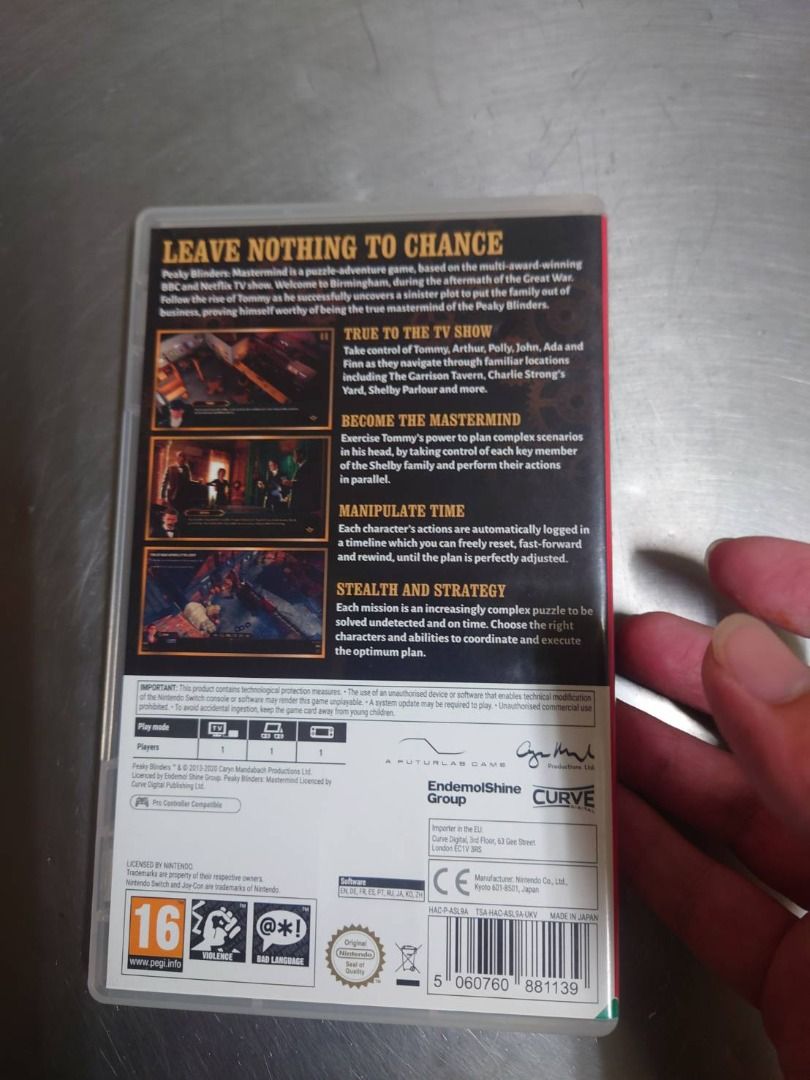 LEAVE NOTHING TO CHANCE
Peaky Blinders: Mastermind is a puzzle-adventure game, based on the multi-award-winning
BBC and Netflix TV show. Welcome to Birmingham, during the aftermath of the Great War.
Follow the rise of Tommy as he successfully uncovers a sinister plot to put the family out of
business, proving himself worthy of being the true mastermind of the Peaky Blinders.
TRUE TO THE TV SHOW
Take control of Tommy, Arthur, Polly, John, Ada and
Finn as they navigate through familiar locations
including The Garrison Tavern, Charlie Strong's
Yard, Shelby Parlour and more.
BECOME THE MASTERMIND
Exercise Tommy's power to plan complex scenarios
in his head, by taking control of each key member
of the Shelby family and perform their actions
in parallel.
MANIPULATE TIME
Each character's actions are automatically logged in
a timeline which you can freely reset, fast-forward
and rewind, until the plan is perfectly adjusted.
STEALTH AND STRATEGY
Each mission is an increasingly complex puzzle to be
solved undetected and on time. Choose the right
characters and abilities to coordinate and execute
the optimum plan.
IMPORTANT: This product contains technological protection measures. • The use of an unauthorised device or software that enables technical modification
of the Nintendo Switch console or software may render this game unplayable. • A system update may be required to play. • Unauthorised commercial use
prohibited. • To avoid accidental ingestion, keep the game card away from young children.
Play mode TV
Players 1 1 1
Peaky Blinders ™ & © 2013-2020 Caryn Mandabach Productions Ltd.
Licenced by Endemol Shine Group. Peaky Blinders: Mastermind Licenced by
Curve Digital Publishing Ltd.
Pro Controller Compatible
A FUTURLAB GAME
Productions Ltd
EndemolShine
Group
CURVE
DIGITAL
Importer in the EU:
Curve Digital, 3rd Floor, 63 Gee Street
London EC1V 3RS
CE
Manufacturer: Nintendo Co., Ltd.,
Kyoto 601-8501, Japan
LICENSED BY NINTENDO.
Trademarks are property of their respective owners.
Nintendo Switch and Joy-Con are trademarks of Nintendo.
Software
EN, DE, FR, ES, PT, RU, JA, KO, ZH
HAC-P-ASL9A TSA-HAC-ASL9A-UKV MADE IN JAPAN
16
www.pegi.info
VIOLENCE
™
@*!
BAD LANGUAGE
™
Original
Nintendo
Seal of
Quality
™
5 060760 881139